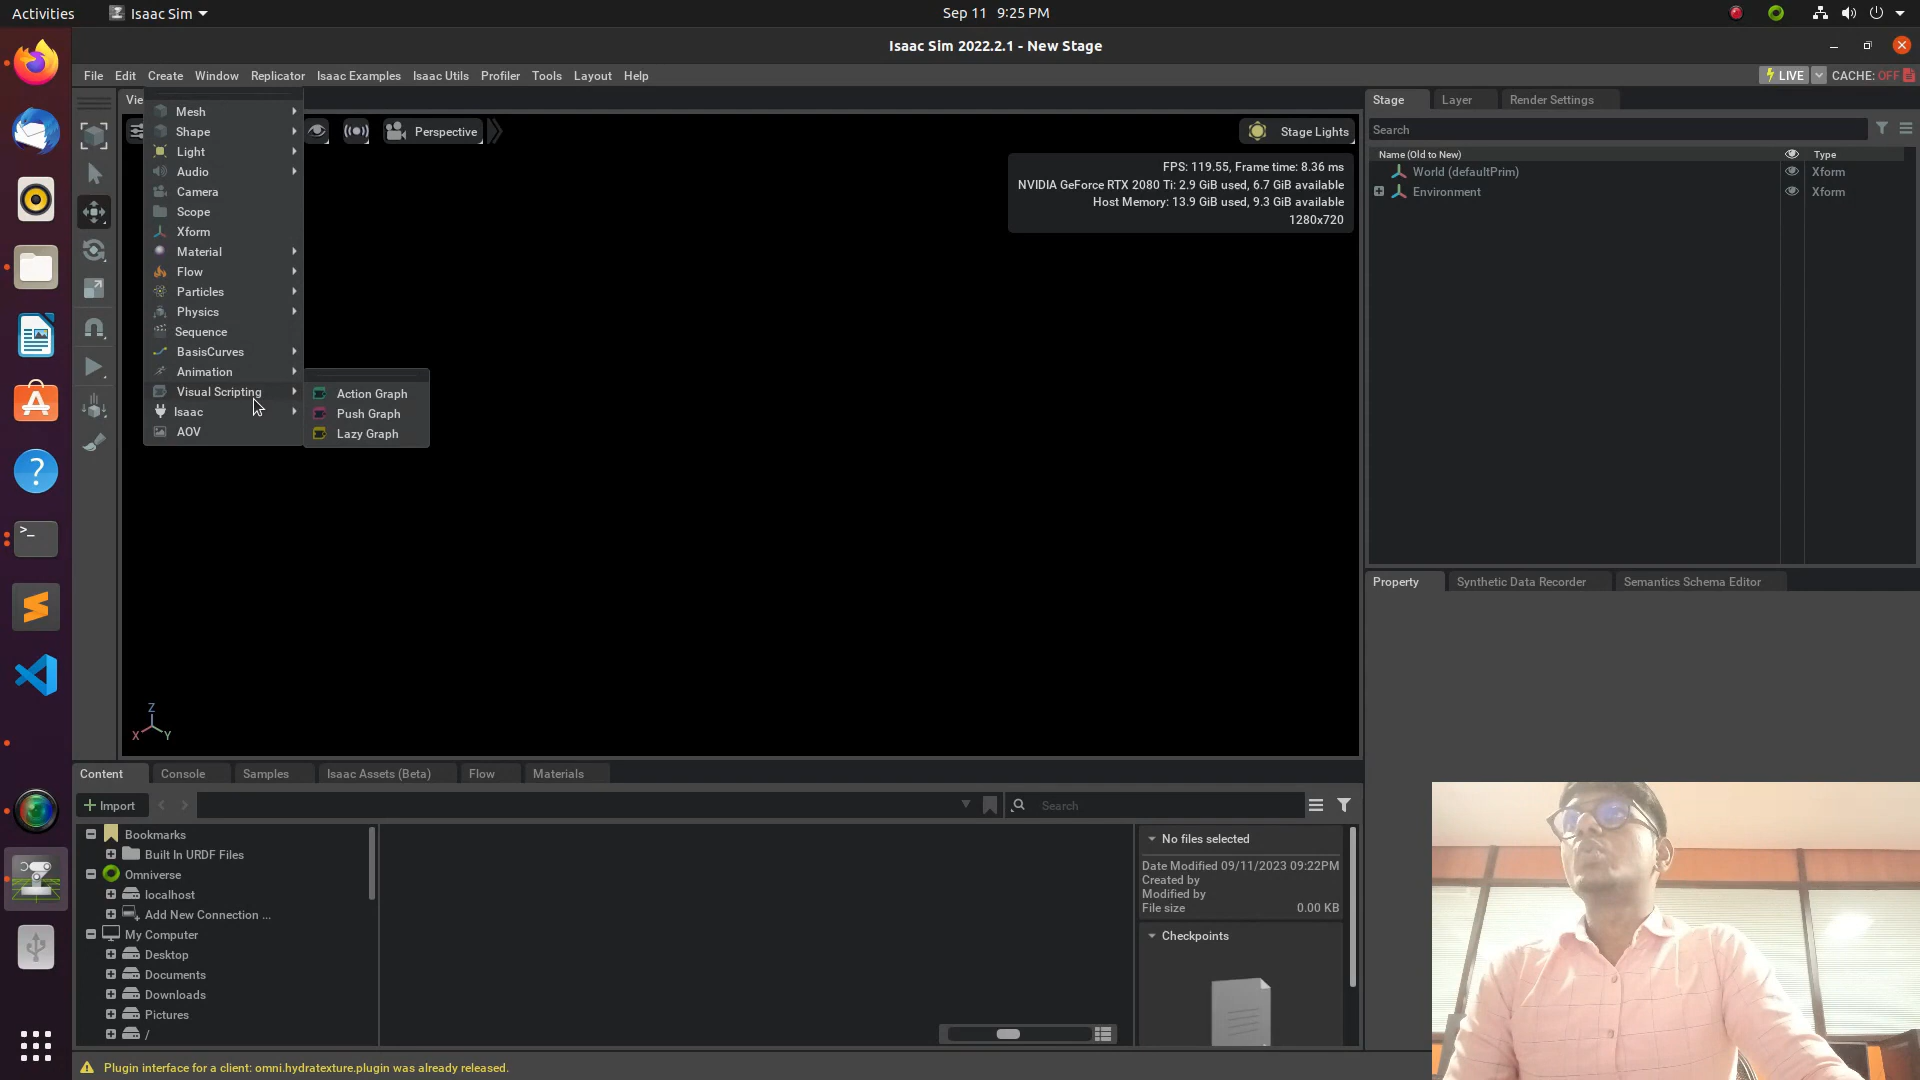 Activities
Isaac Sim
Sep 11 9:25 PM
Isaac Sim 2022.2.1 - New Stage
File Edit Create Window Replicator Isaac Examples Isaac Utils Profiler Tools Layout Help
LIVE
CACHE: OFF
Mesh
Shape
Light
Audio
Camera
Scope
Xform
Material
Flow
Particles
Physics
Sequence
BasisCurves
Animation
Visual Scripting
Isaac
AOV
Action Graph
Push Graph
Lazy Graph
Perspective
Stage Lights
FPS: 119.55, Frame time: 8.36 ms
NVIDIA GeForce RTX 2080 Ti: 2.9 GiB used, 6.7 GiB available
Host Memory: 13.9 GiB used, 9.3 GiB available
1280x720
Z
X
Y
Stage Layer Render Settings
Search
Name (Old to New) Type
World (defaultPrim) Xform
Environment Xform
Property Synthetic Data Recorder Semantics Schema Editor
Content Console Samples Isaac Assets (Beta) Flow Materials
Import
Search
Bookmarks
Built In URDF Files
Omniverse
localhost
Add New Connection ...
My Computer
Desktop
Documents
Downloads
Pictures
/
No files selected
Date Modified 09/11/2023 09:22PM
Created by
Modified by
File size 0.00 KB
Checkpoints
Plugin interface for a client: omni.hydratexture.plugin was already released.